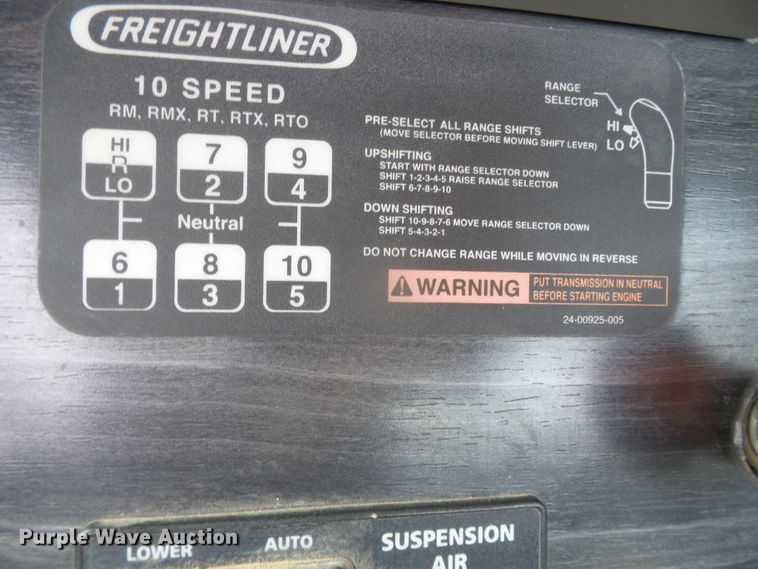 FREIGHTLINER
10 SPEED
RM, RMX, RT, RTX, RTO
HI
R
LO
7
2
9
4
Neutral
6
1
8
3
10
5
RANGE
SELECTOR
HI
LO
PRE-SELECT ALL RANGE SHIFTS
(MOVE SELECTOR BEFORE MOVING SHIFT LEVER)
UPSHIFTING
START WITH RANGE SELECTOR DOWN
SHIFT 1-2-3-4-5 RAISE RANGE SELECTOR
SHIFT 6-7-8-9-10
DOWN SHIFTING
SHIFT 10-9-8-7-6 MOVE RANGE SELECTOR DOWN
SHIFT 5-4-3-2-1
DO NOT CHANGE RANGE WHILE MOVING IN REVERSE
WARNING
PUT TRANSMISSION IN NEUTRAL
BEFORE STARTING ENGINE
24-00925-005
LOWER
AUTO
SUSPENSION
AIR
Purple Wave Auction